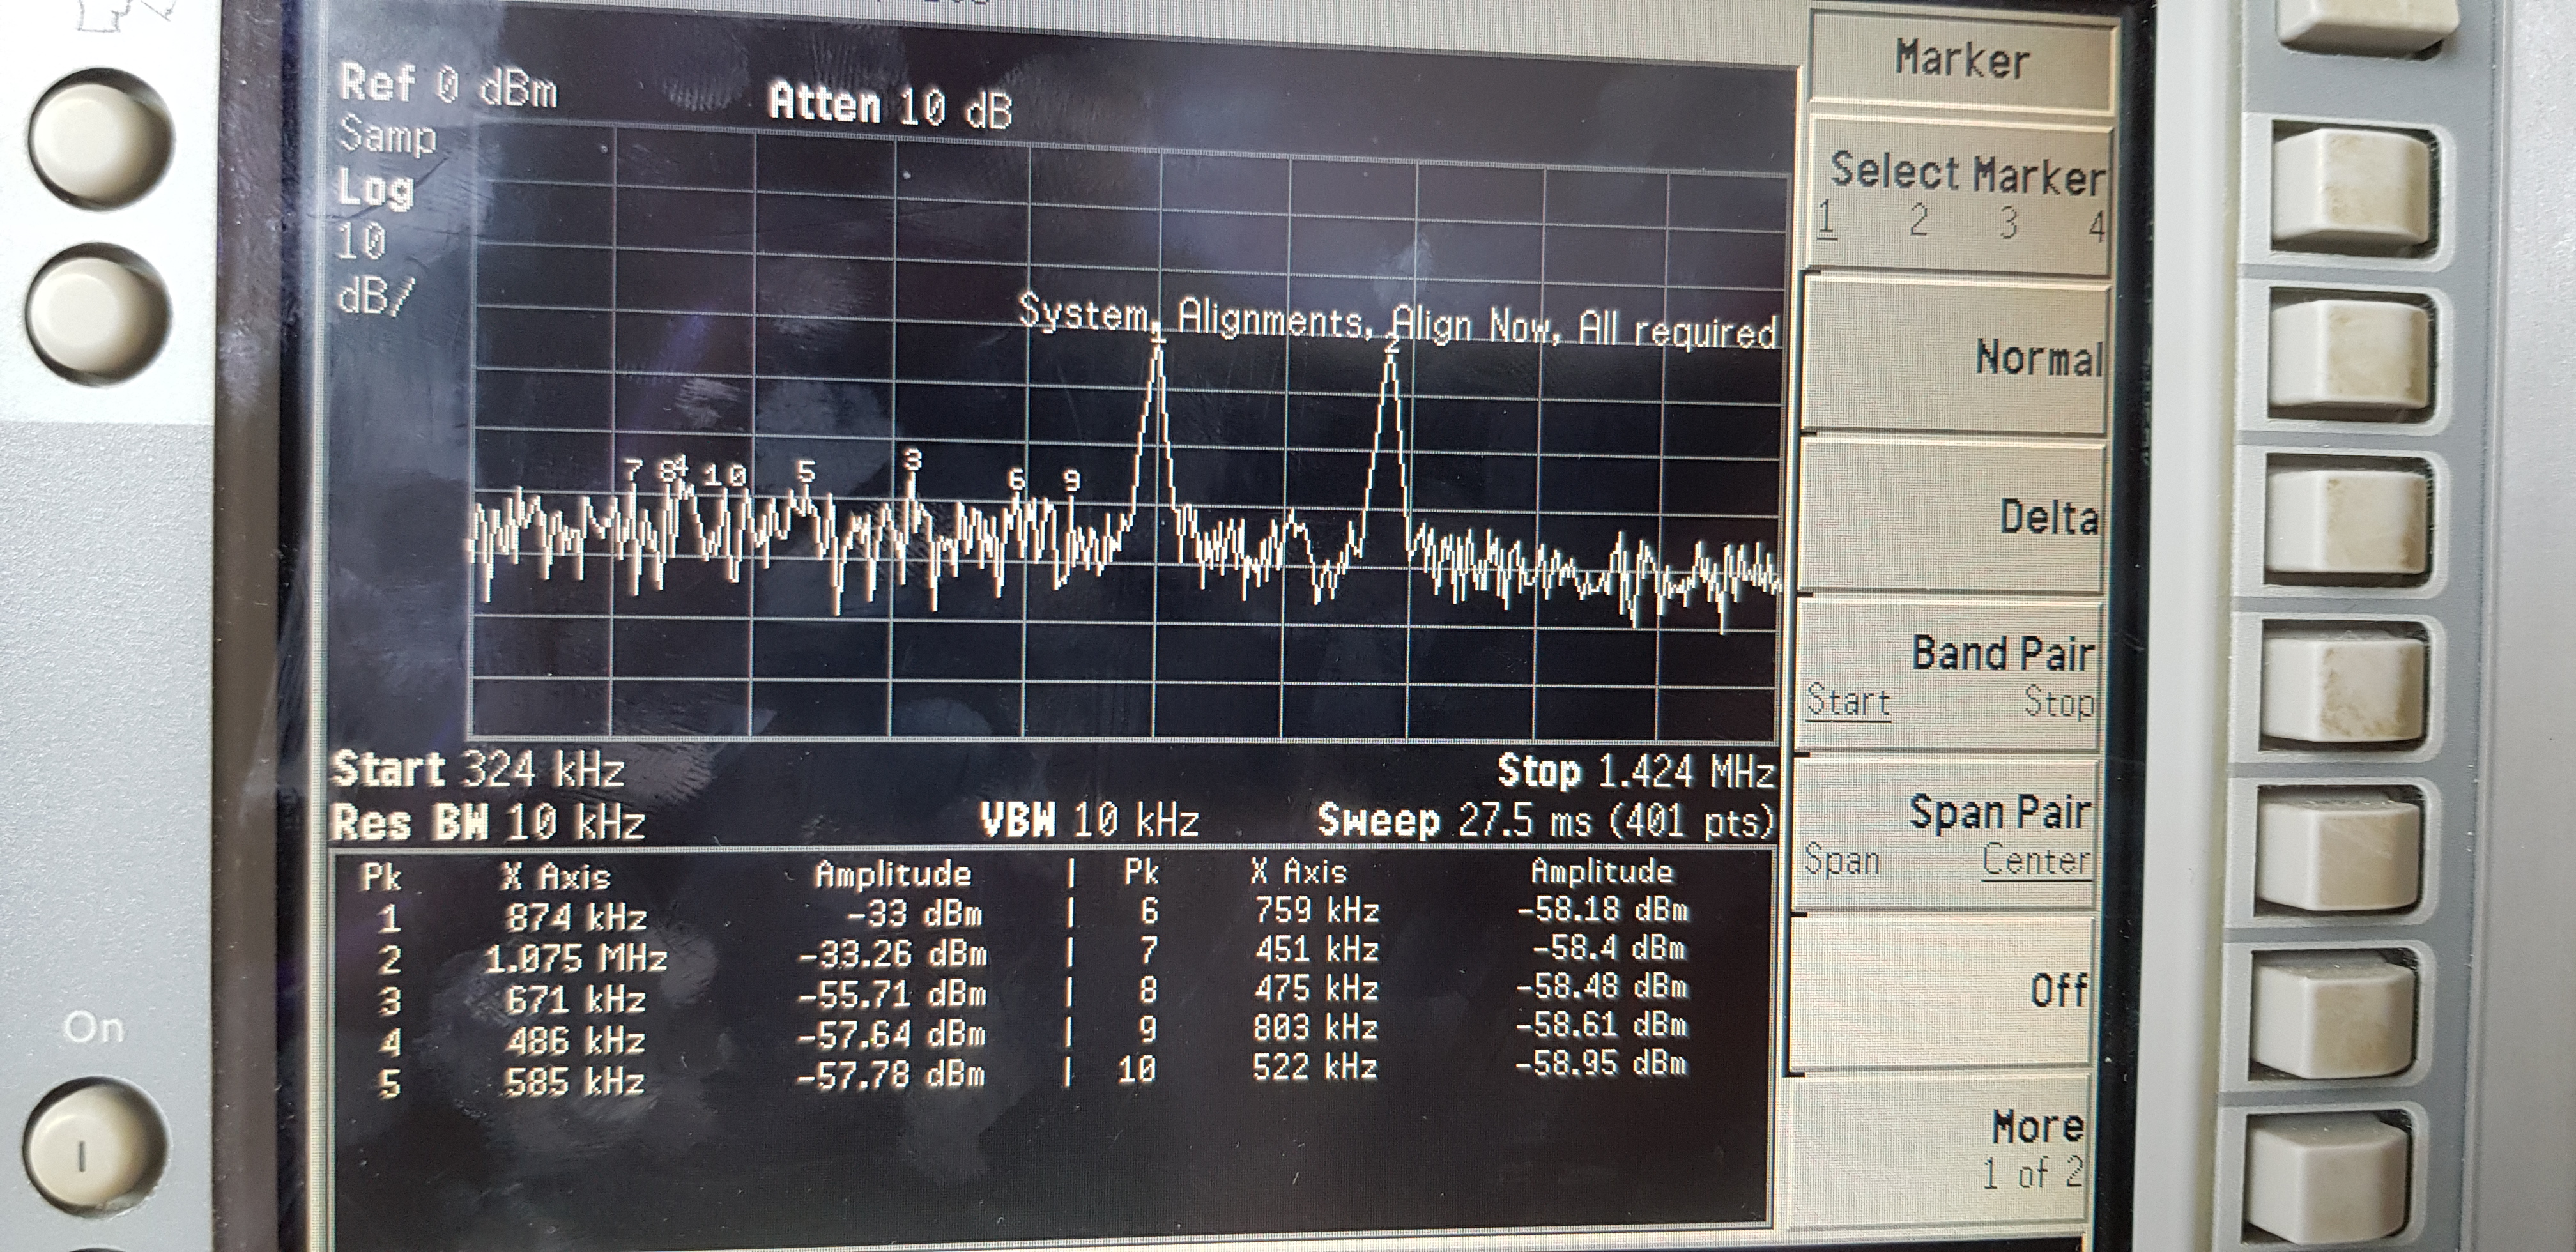 Ref 0 dBm
Atten 10 dB
Samp
Log
10
dB/
System, Alignments, Align Now, All required
1
2
7 8 4 10 5 3 6 9
Start 324 kHz Stop 1.424 MHz
Res BW 10 kHz VBW 10 kHz Sweep 27.5 ms (401 pts)
Pk X Axis Amplitude | Pk X Axis Amplitude
1 874 kHz -33 dBm | 6 759 kHz -58.18 dBm
2 1.075 MHz -33.26 dBm | 7 451 kHz -58.4 dBm
3 671 kHz -55.71 dBm | 8 475 kHz -58.48 dBm
4 486 kHz -57.64 dBm | 9 803 kHz -58.61 dBm
5 585 kHz -57.78 dBm | 10 522 kHz -58.95 dBm
Marker
Select Marker
1 2 3 4
Normal
Delta
Band Pair
Start Stop
Span Pair
Span Center
Off
More
1 of 2
On
I